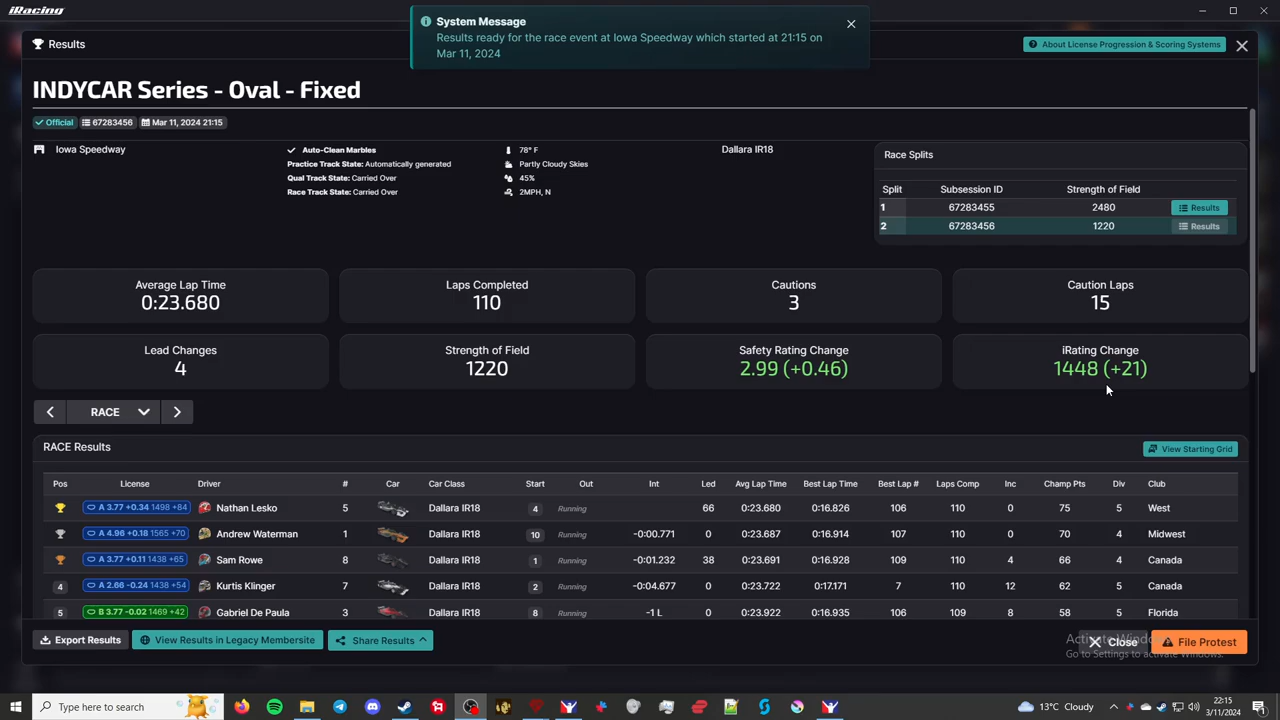 iRacing
System Message
Results ready for the race event at Iowa Speedway which started at 21:15 on
Mar 11, 2024
Results
About License Progression & Scoring Systems
INDYCAR Series - Oval - Fixed
Official 67283456 Mar 11, 2024 21:15
Iowa Speedway
Auto-Clean Marbles
Practice Track State: Automatically generated
Qual Track State: Carried Over
Race Track State: Carried Over
78° F
Partly Cloudy Skies
45%
2MPH, N
Dallara IR18
Race Splits
Split Subsession ID Strength of Field
1 67283455 2480 Results
2 67283456 1220 Results
Average Lap Time
0:23.680
Laps Completed
110
Cautions
3
Caution Laps
15
Lead Changes
4
Strength of Field
1220
Safety Rating Change
2.99 (+0.46)
iRating Change
1448 (+21)
RACE
RACE Results
View Starting Grid
Pos License Driver # Car Car Class Start Out Int Led Avg Lap Time Best Lap Time Best Lap # Laps Comp Inc Champ Pts Div Club
A 3.77 +0.34 1498 +84 Nathan Lesko 5 Dallara IR18 4 Running 66 0:23.680 0:16.826 106 110 0 75 5 West
A 4.96 +0.18 1565 +70 Andrew Waterman 1 Dallara IR18 10 Running -0:00.771 0 0:23.687 0:16.914 107 110 0 70 4 Midwest
A 3.77 +0.11 1438 +65 Sam Rowe 8 Dallara IR18 1 Running -0:01.232 38 0:23.691 0:16.928 109 110 4 66 4 Canada
4 A 2.66 -0.24 1438 +54 Kurtis Klinger 7 Dallara IR18 2 Running -0:04.677 0 0:23.722 0:17.171 7 110 12 62 5 Canada
5 B 3.77 -0.02 1469 +42 Gabriel De Paula 3 Dallara IR18 8 Running -1 L 0 0:23.922 0:16.935 106 109 8 58 5 Florida
Export Results
View Results in Legacy Membersite
Share Results
Activate Windo
Go to Settings to activate Windows.
Close
File Protest
Type here to search
13°C Cloudy
22:15
3/11/2024